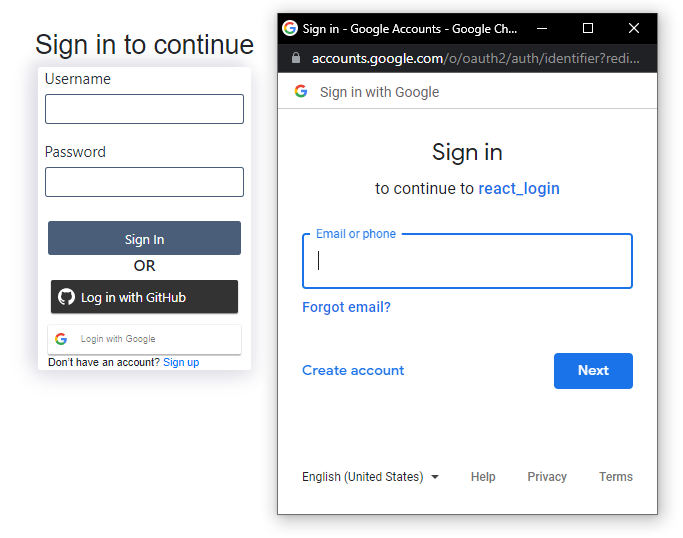 Sign in to continue
Username
Password
Sign In
OR
Log in with GitHub
Login with Google
Don't have an account? Sign up
Sign in - Google Accounts - Google Ch...
accounts.google.com/o/oauth2/auth/identifier?redi...
Sign in with Google
Sign in
to continue to react_login
Email or phone
Forgot email?
Create account
Next
English (United States)
Help
Privacy
Terms